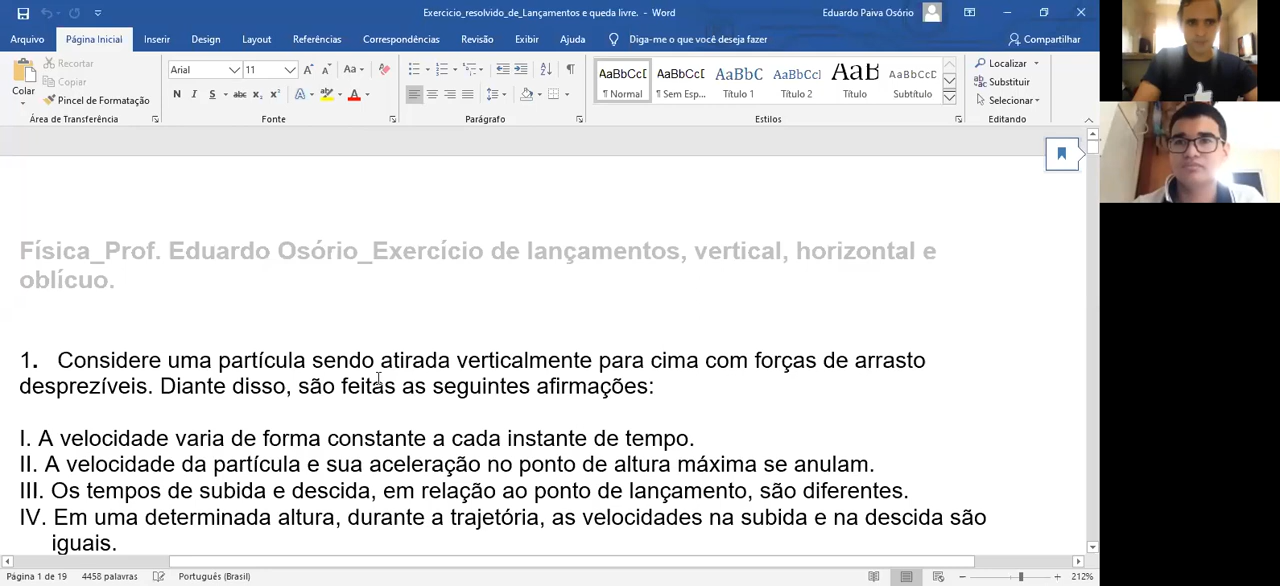 Exercicio_resolvido_de_Lançamentos e queda livre. - Word
Eduardo Paiva Osório
Arquivo Página Inicial Inserir Design Layout Referências Correspondências Revisão Exibir Ajuda Diga-me o que você deseja fazer Compartilhar
Colar
Recortar
Copiar
Pincel de Formatação
Área de Transferência
Arial 11 Aa
N I S abc x₂ x²
A A
Fonte
Parágrafo
AaBbCcD AaBbCcD AaBbC AaBbCcl AaB AaBbCcD
¶ Normal ¶ Sem Esp... Título 1 Título 2 Título Subtítulo
Estilos
Localizar
Substituir
Selecionar
Editando
Física_Prof. Eduardo Osório_Exercício de lançamentos, vertical, horizontal e
oblícuo.
1. Considere uma partícula sendo atirada verticalmente para cima com forças de arrasto
desprezíveis. Diante disso, são feitas as seguintes afirmações:
I. A velocidade varia de forma constante a cada instante de tempo.
II. A velocidade da partícula e sua aceleração no ponto de altura máxima se anulam.
III. Os tempos de subida e descida, em relação ao ponto de lançamento, são diferentes.
IV. Em uma determinada altura, durante a trajetória, as velocidades na subida e na descida são
iguais.
Página 1 de 19 4458 palavras Português (Brasil) 212%